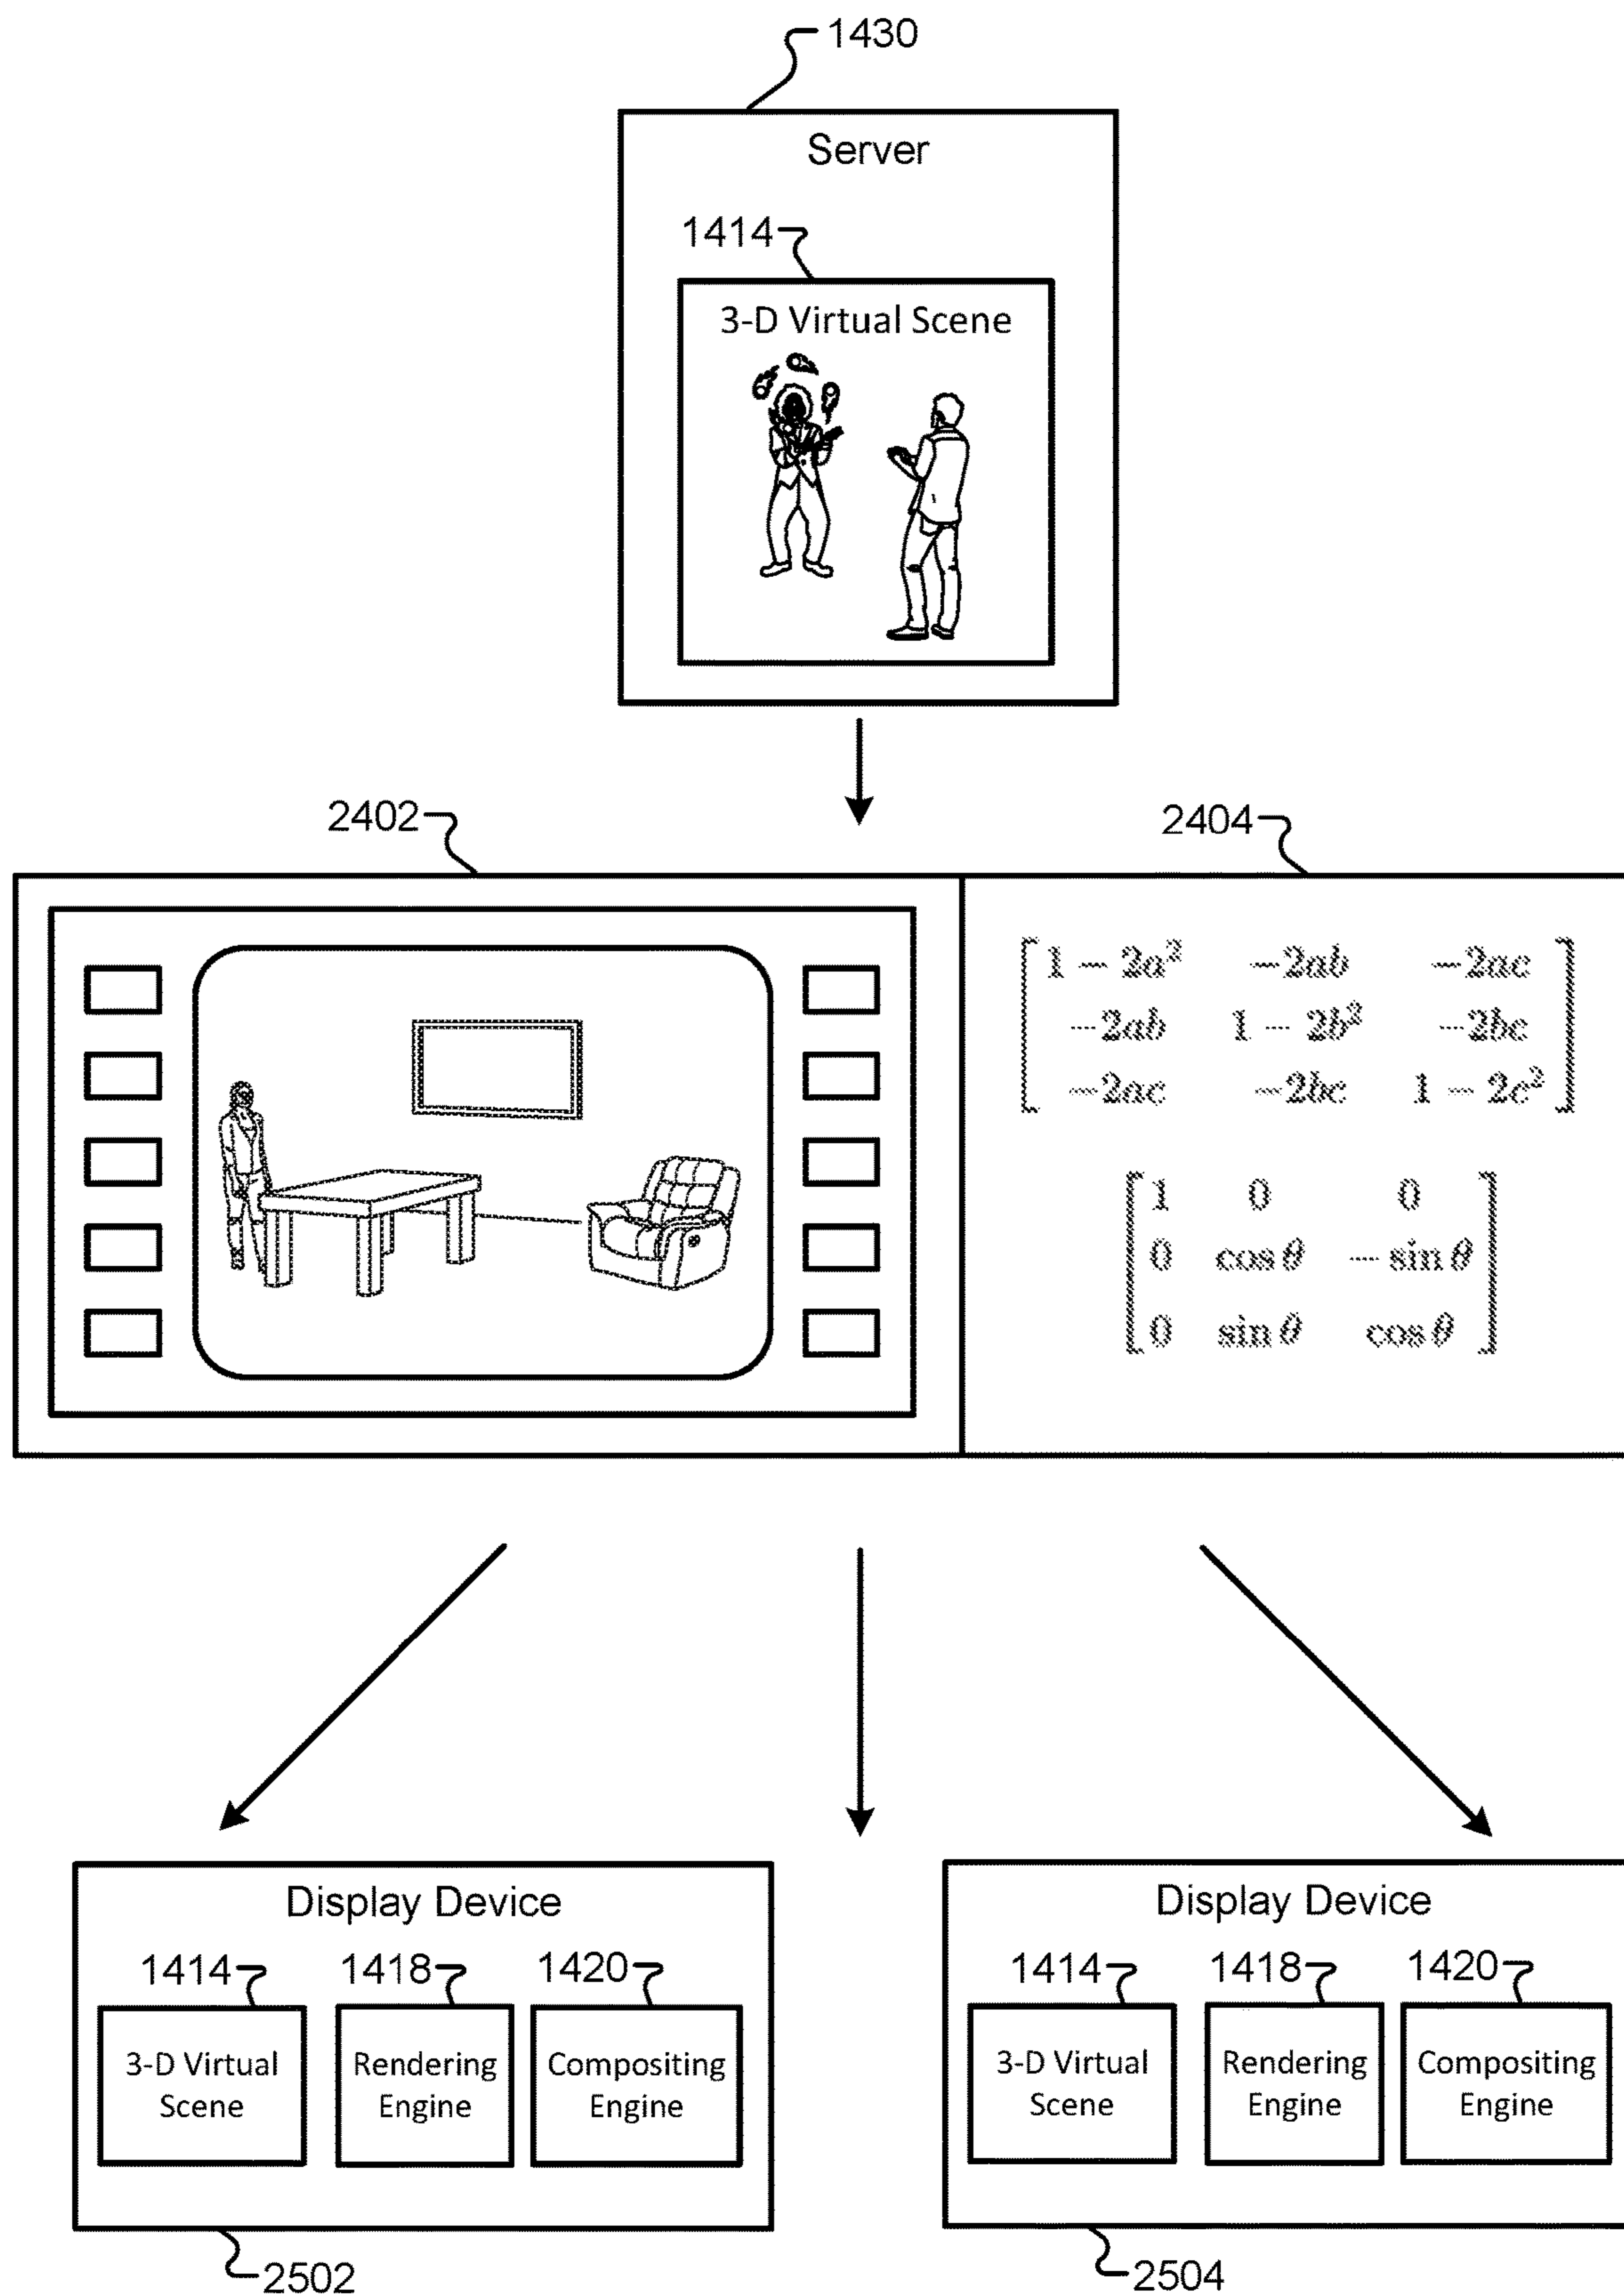 1430
Server
1414
3-D Virtual Scene
2402
2404
1 − 2a² −2ab −2ac
−2ab 1 − 2b² −2bc
−2ac −2bc 1 − 2c²
1 0 0
0 cos θ − sin θ
0 sin θ cos θ
Display Device
1414 1418 1420
3-D Virtual Scene
Rendering Engine
Compositing Engine
2502
Display Device
1414 1418 1420
3-D Virtual Scene
Rendering Engine
Compositing Engine
2504